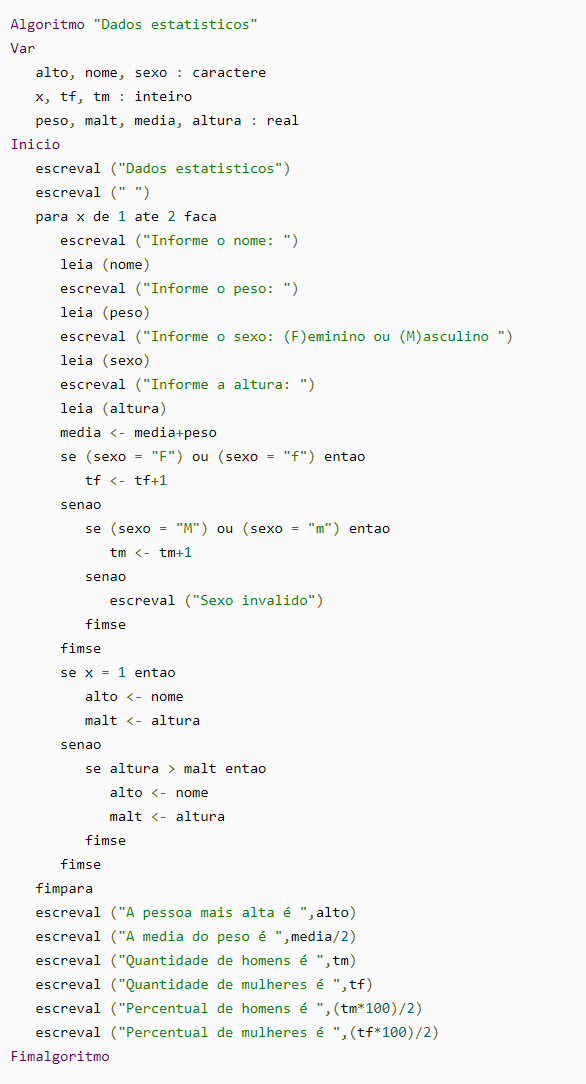 Algoritmo "Dados estatisticos"
Var
   alto, nome, sexo : caractere
   x, tf, tm : inteiro
   peso, malt, media, altura : real
Inicio
   escreval ("Dados estatisticos")
   escreval (" ")
   para x de 1 ate 2 faca
      escreval ("Informe o nome: ")
      leia (nome)
      escreval ("Informe o peso: ")
      leia (peso)
      escreval ("Informe o sexo: (F)eminino ou (M)asculino ")
      leia (sexo)
      escreval ("Informe a altura: ")
      leia (altura)
      media <- media+peso
      se (sexo = "F") ou (sexo = "f") entao
         tf <- tf+1
      senao
         se (sexo = "M") ou (sexo = "m") entao
            tm <- tm+1
         senao
            escreval ("Sexo invalido")
         fimse
      fimse
      se x = 1 entao
         alto <- nome
         malt <- altura
      senao
         se altura > malt entao
            alto <- nome
            malt <- altura
         fimse
      fimse
   fimpara
   escreval ("A pessoa mais alta é ",alto)
   escreval ("A media do peso é ",media/2)
   escreval ("Quantidade de homens é ",tm)
   escreval ("Quantidade de mulheres é ",tf)
   escreval ("Percentual de homens é ",(tm*100)/2)
   escreval ("Percentual de mulheres é ",(tf*100)/2)
Fimalgoritmo